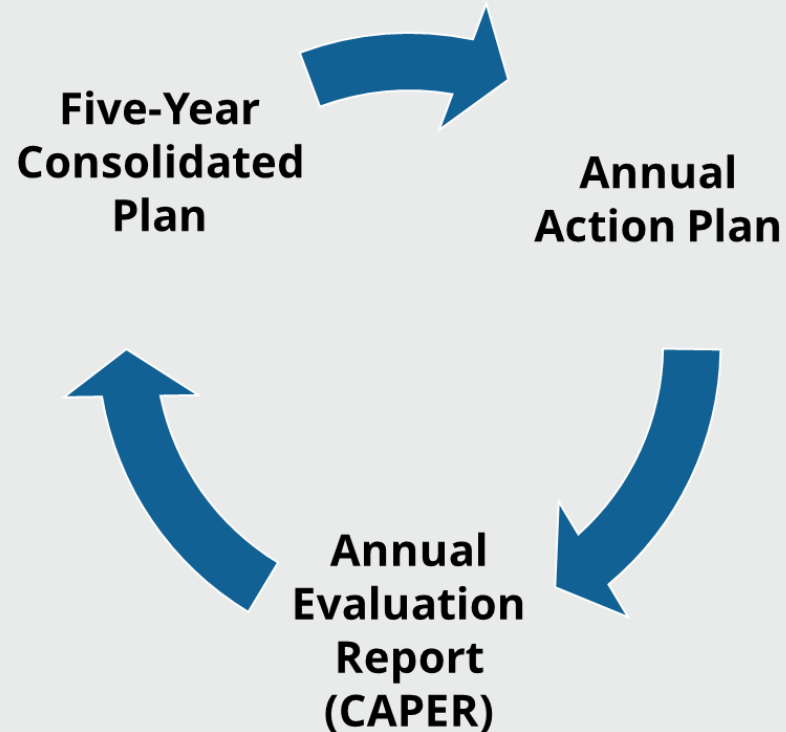 Five-Year
Consolidated
Plan
Annual
Action Plan
Annual
Evaluation
Report
(CAPER)